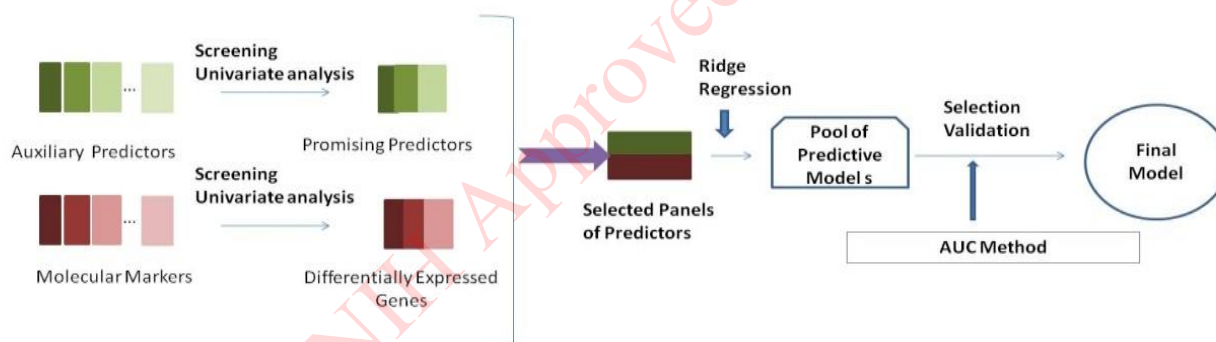 Screening
Univariate analysis
...
Auxiliary Predictors
Promising Predictors
Screening
Univariate analysis
...
Molecular Markers
Differentially Expressed
Genes
Selected Panels
of Predictors
Ridge
Regression
Pool of
Predictive
Model s
Selection
Validation
AUC Method
Final
Model
NIH Approved